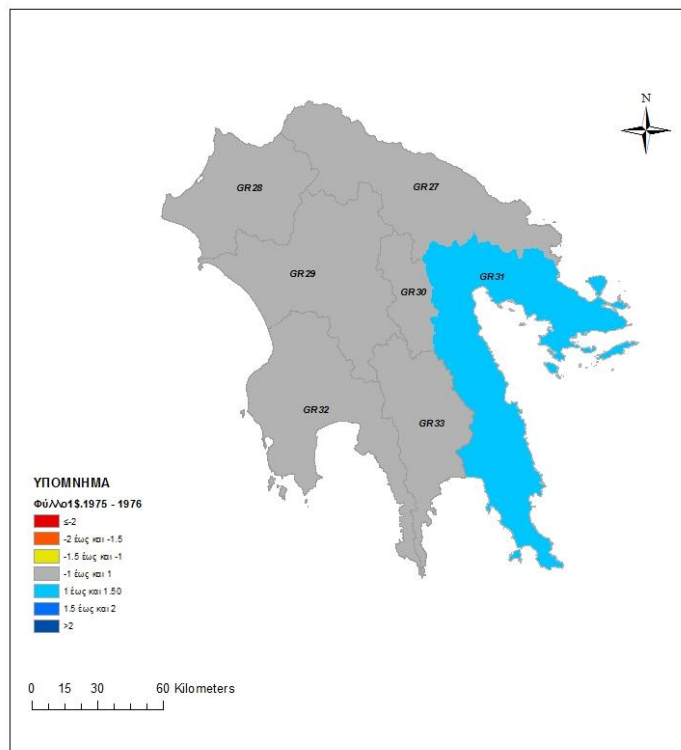 N
GR28
GR27
GR29
GR31
GR30
GR32
GR33
ΥΠΟΜΝΗΜΑ
Φύλλο1$.1975 - 1976
≤-2
-2 έως και -1.5
-1.5 έως και -1
-1 έως και 1
1 έως και 1.50
1.5 έως και 2
>2
0 15 30 60 Kilometers